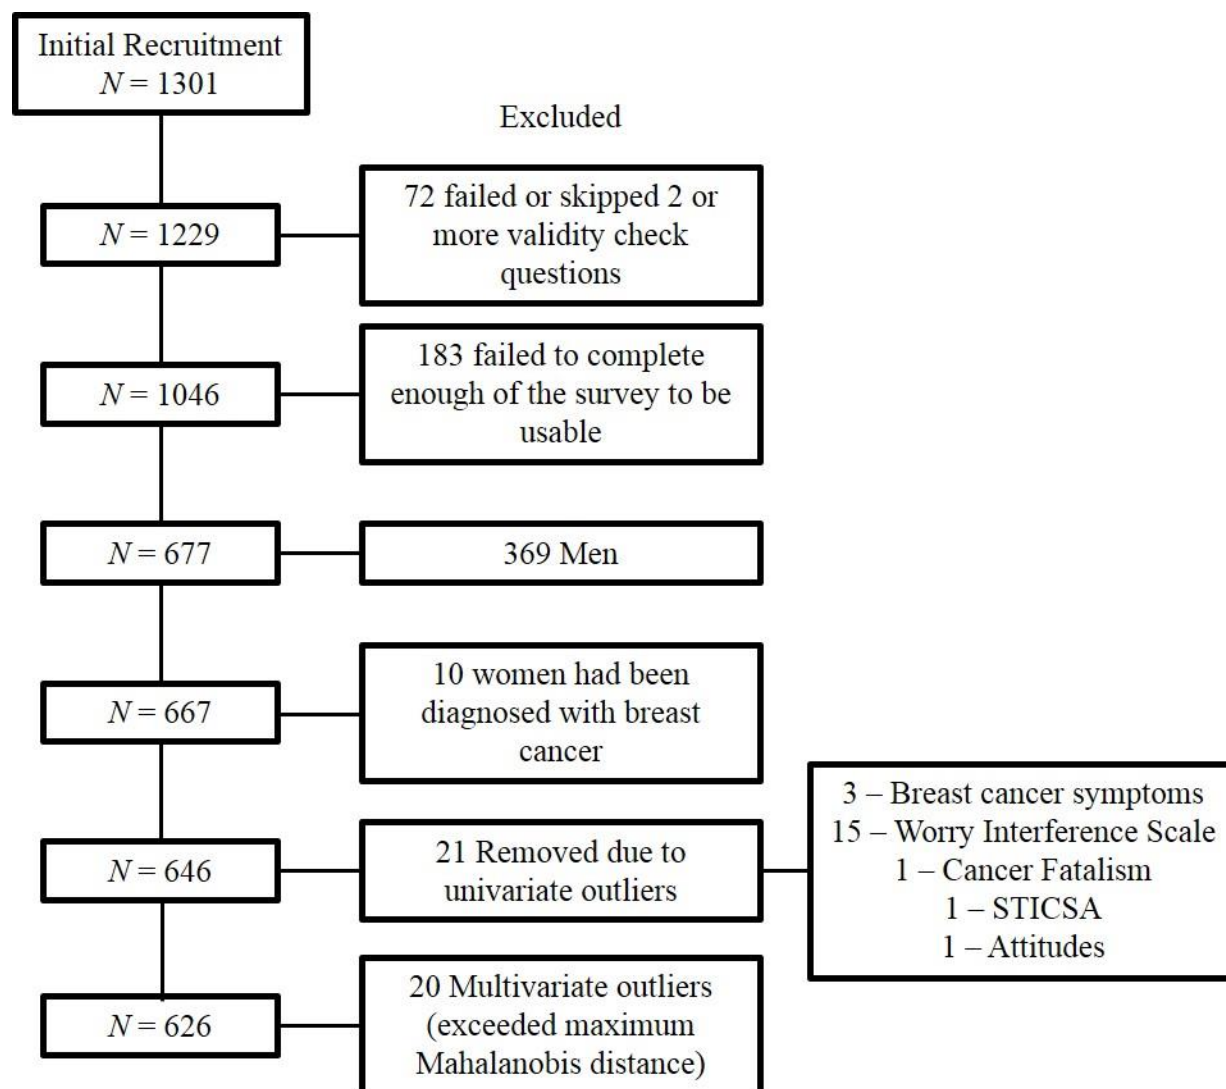 Initial Recruitment
N = 1301
Excluded
N = 1229
72 failed or skipped 2 or
more validity check
questions
N = 1046
183 failed to complete
enough of the survey to be
usable
N = 677
369 Men
N = 667
10 women had been
diagnosed with breast
cancer
N = 646
21 Removed due to
univariate outliers
3 – Breast cancer symptoms
15 – Worry Interference Scale
1 – Cancer Fatalism
1 – STICSA
1 – Attitudes
N = 626
20 Multivariate outliers
(exceeded maximum
Mahalanobis distance)